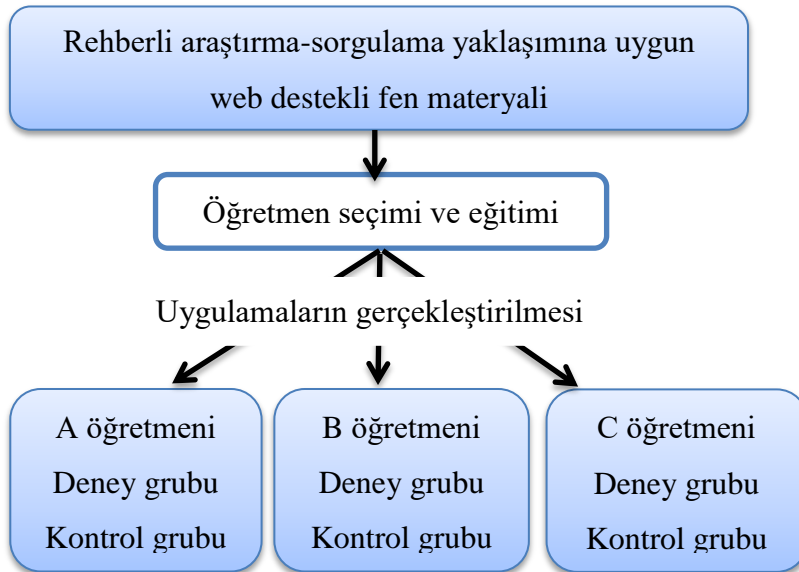 Rehberli araştırma-sorgulama yaklaşımına uygun
web destekli fen materyali
Öğretmen seçimi ve eğitimi
Uygulamaların gerçekleştirilmesi
A öğretmeni
Deney grubu
Kontrol grubu
B öğretmeni
Deney grubu
Kontrol grubu
C öğretmeni
Deney grubu
Kontrol grubu